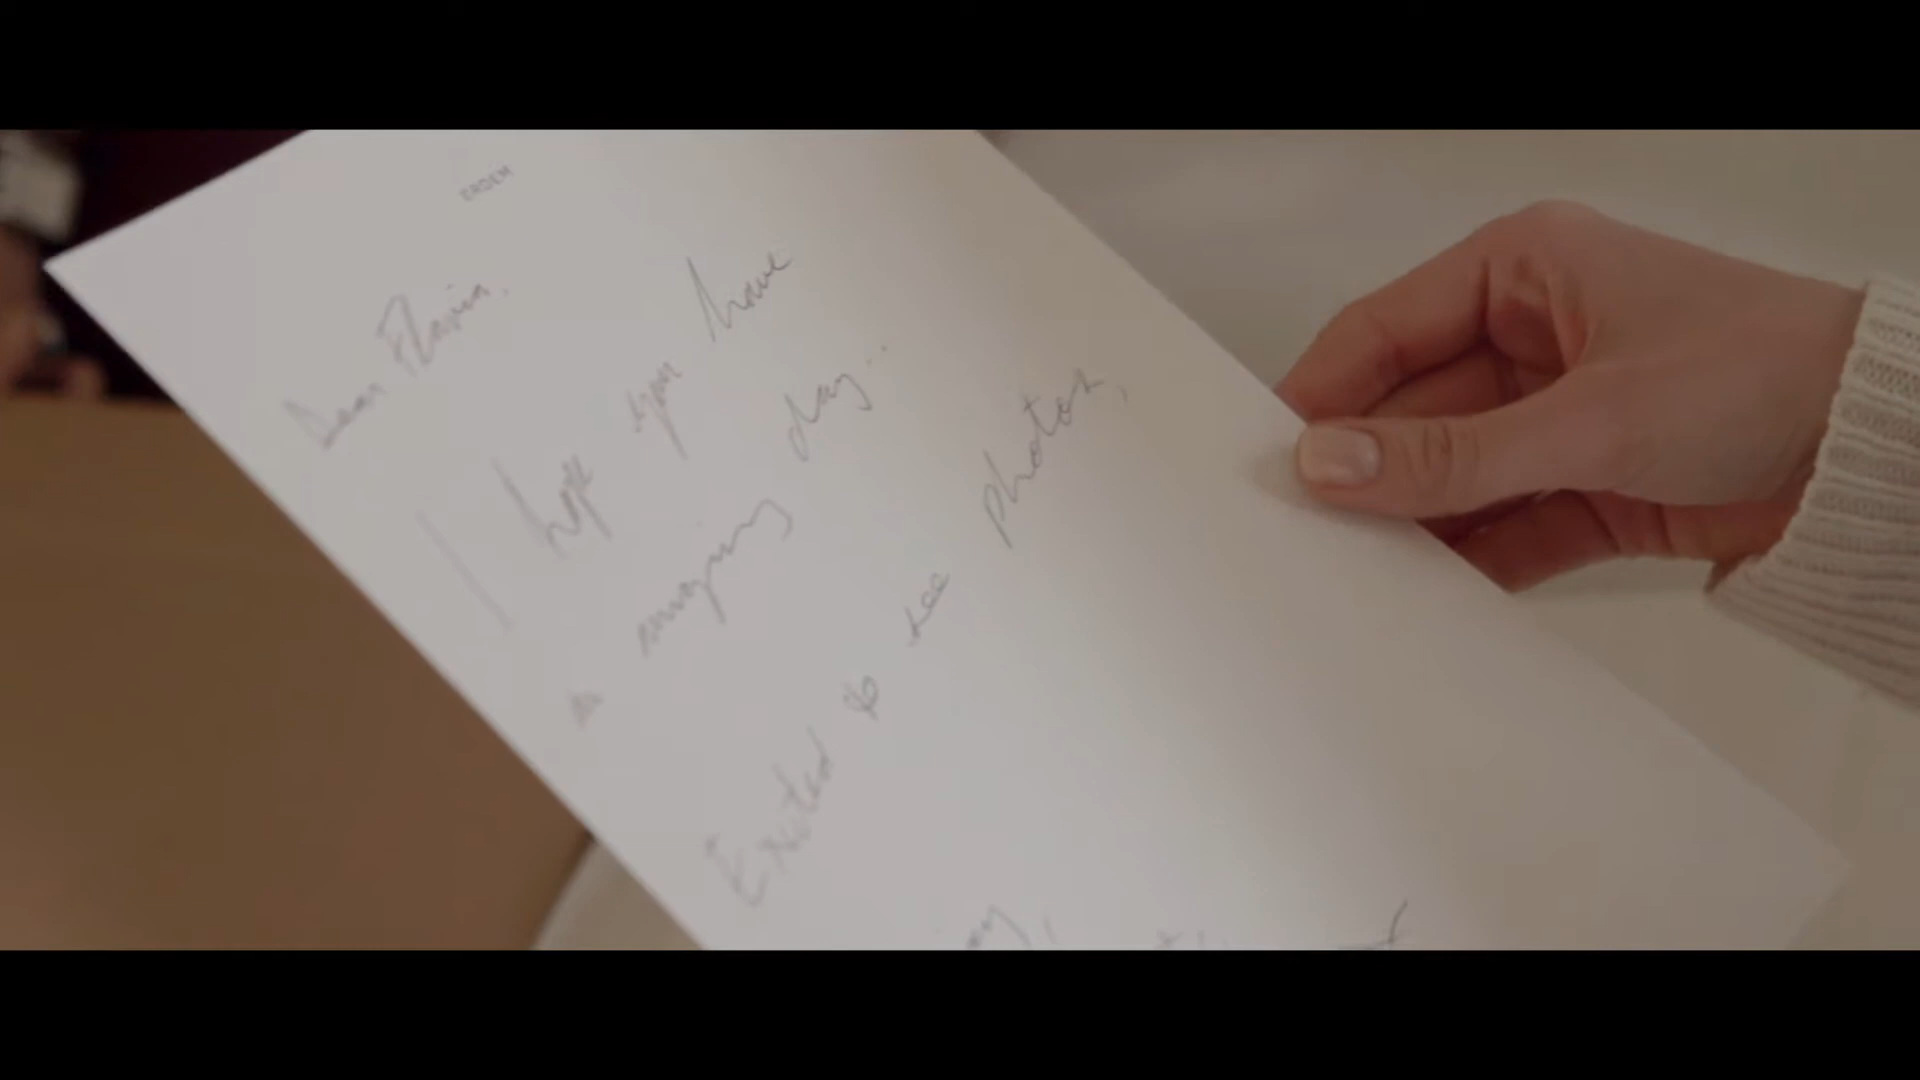 ERDEM
Dear Flavia,
I hope you have
an amazing day..
Excited to see photos,